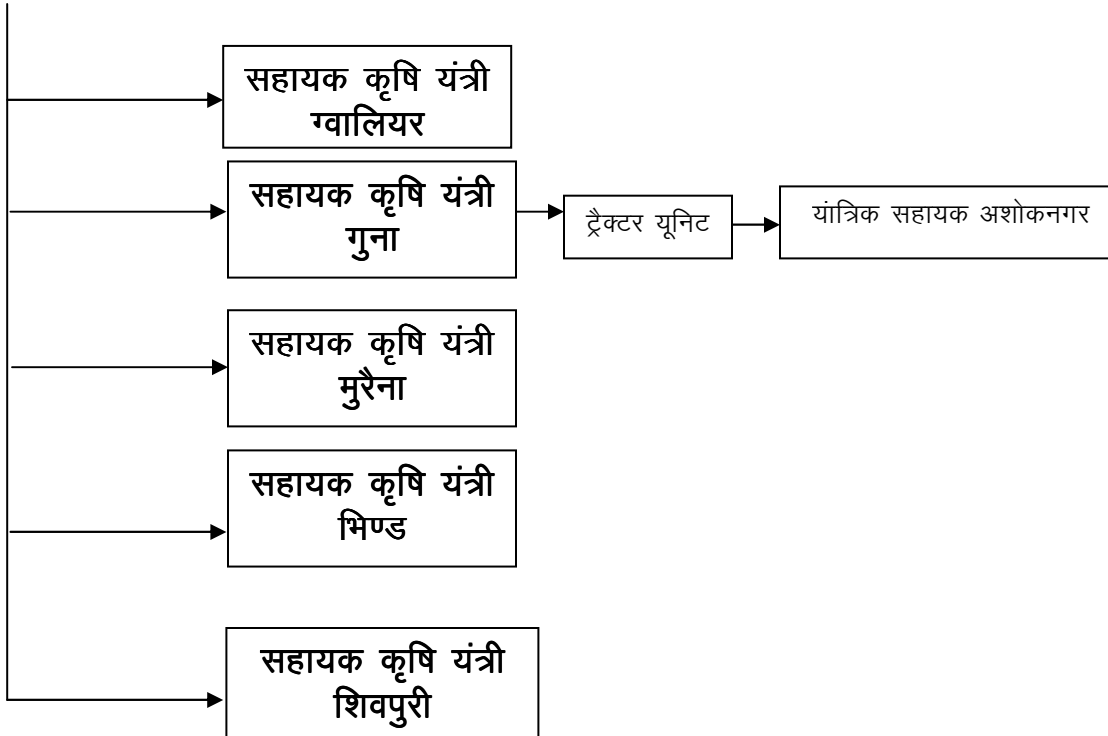 सहायक कृषि यंत्री
ग्वालियर
सहायक कृषि यंत्री
गुना
ट्रैक्टर यूनिट
यांत्रिक सहायक अशोकनगर
सहायक कृषि यंत्री
मुरैना
सहायक कृषि यंत्री
भिण्ड
सहायक कृषि यंत्री
शिवपुरी